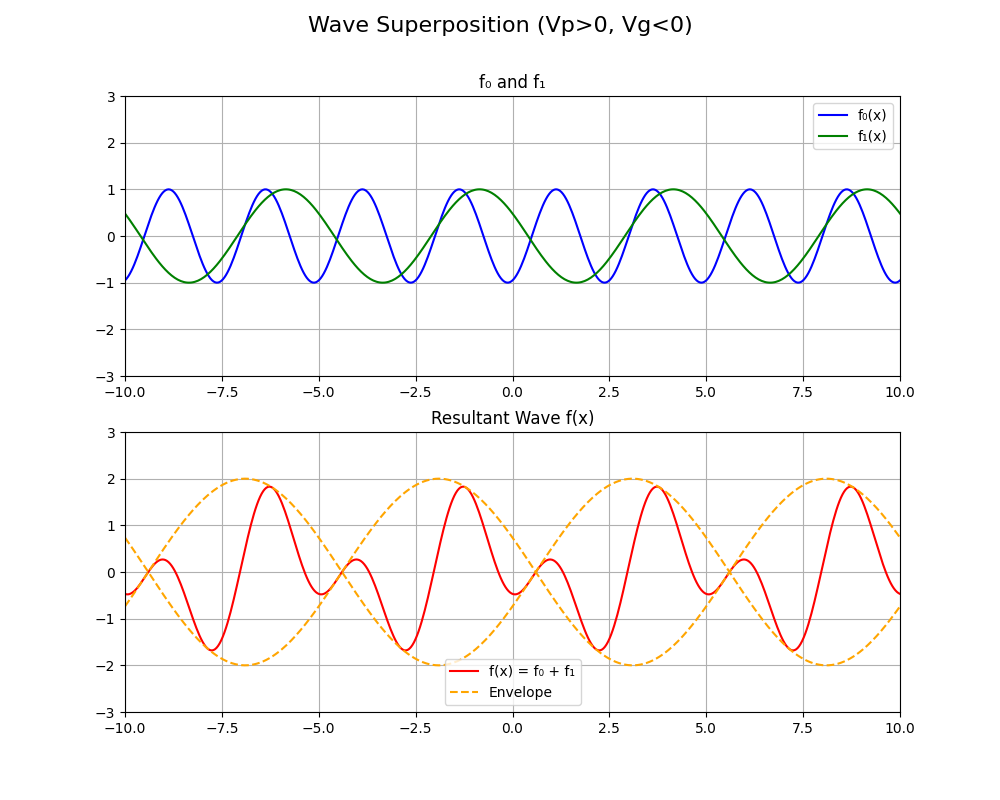 Wave Superposition (Vp>0, Vg<0)
f₀ and f₁
3
2
1
0
−1
−2
−3
f₀(x)
f₁(x)
−10.0 −7.5 −5.0 −2.5 0.0 2.5 5.0 7.5 10.0
Resultant Wave f(x)
3
2
1
0
−1
−2
−3
f(x) = f₀ + f₁
Envelope
−10.0 −7.5 −5.0 −2.5 0.0 2.5 5.0 7.5 10.0